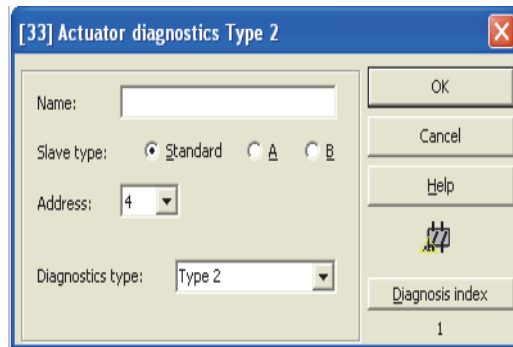 [33] Actuator diagnostics Type 2
Name:
Slave type: Standard A B
Address: 4
Diagnostics type: Type 2
OK
Cancel
Help
Diagnosis index
1